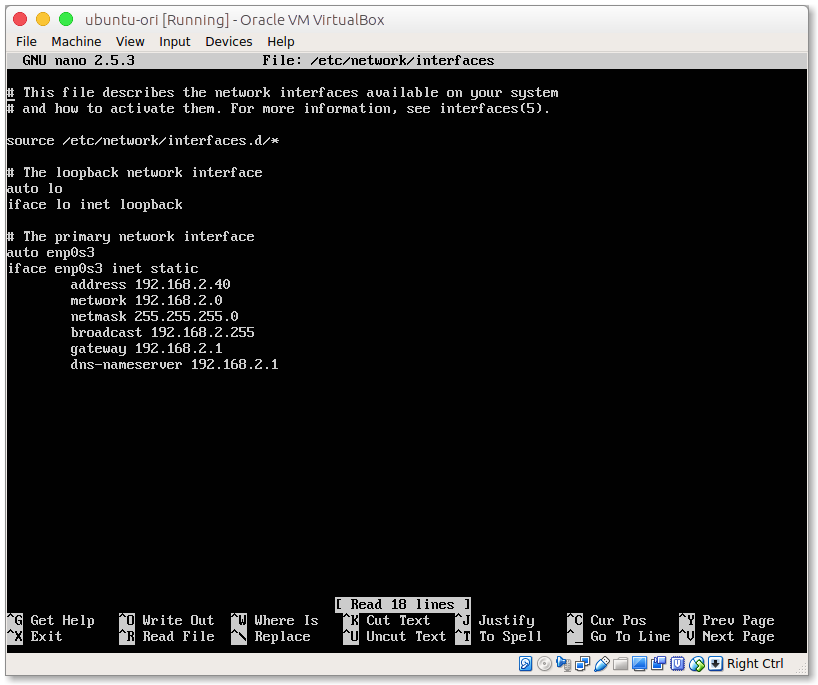 ubuntu-ori [Running] - Oracle VM VirtualBox
File Machine View Input Devices Help
GNU nano 2.5.3 File: /etc/network/interfaces
# This file describes the network interfaces available on your system
# and how to activate them. For more information, see interfaces(5).
source /etc/network/interfaces.d/*
# The loopback network interface
auto lo
iface lo inet loopback
# The primary network interface
auto enp0s3
iface enp0s3 inet static
address 192.168.2.40
metwork 192.168.2.0
netmask 255.255.255.0
broadcast 192.168.2.255
gateway 192.168.2.1
dns-nameserver 192.168.2.1
[ Read 18 lines ]
^G Get Help ^O Write Out ^W Where Is ^K Cut Text ^J Justify ^C Cur Pos ^Y Prev Page
^X Exit ^R Read File ^\ Replace ^U Uncut Text ^T To Spell ^_ Go To Line ^V Next Page
Right Ctrl